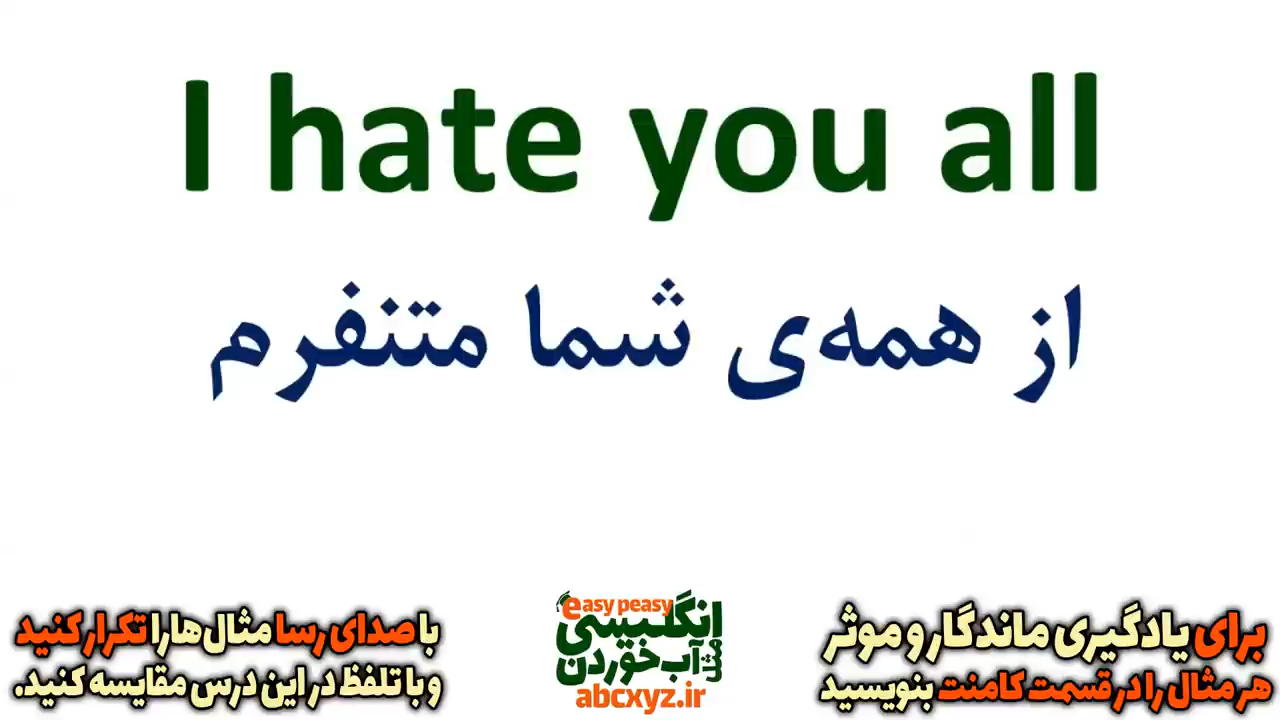 I hate you all
از همه‌ی شما متنفرم
برای یادگیری ماندگار و موثر
هر مثال را در قسمت کامنت بنویسید
easy peasy
انگلیسی
مثل آب خوردن
abcxyz.ir
با صدای رسا مثال‌ها را تکرار کنید
و با تلفظ در این درس مقایسه کنید.